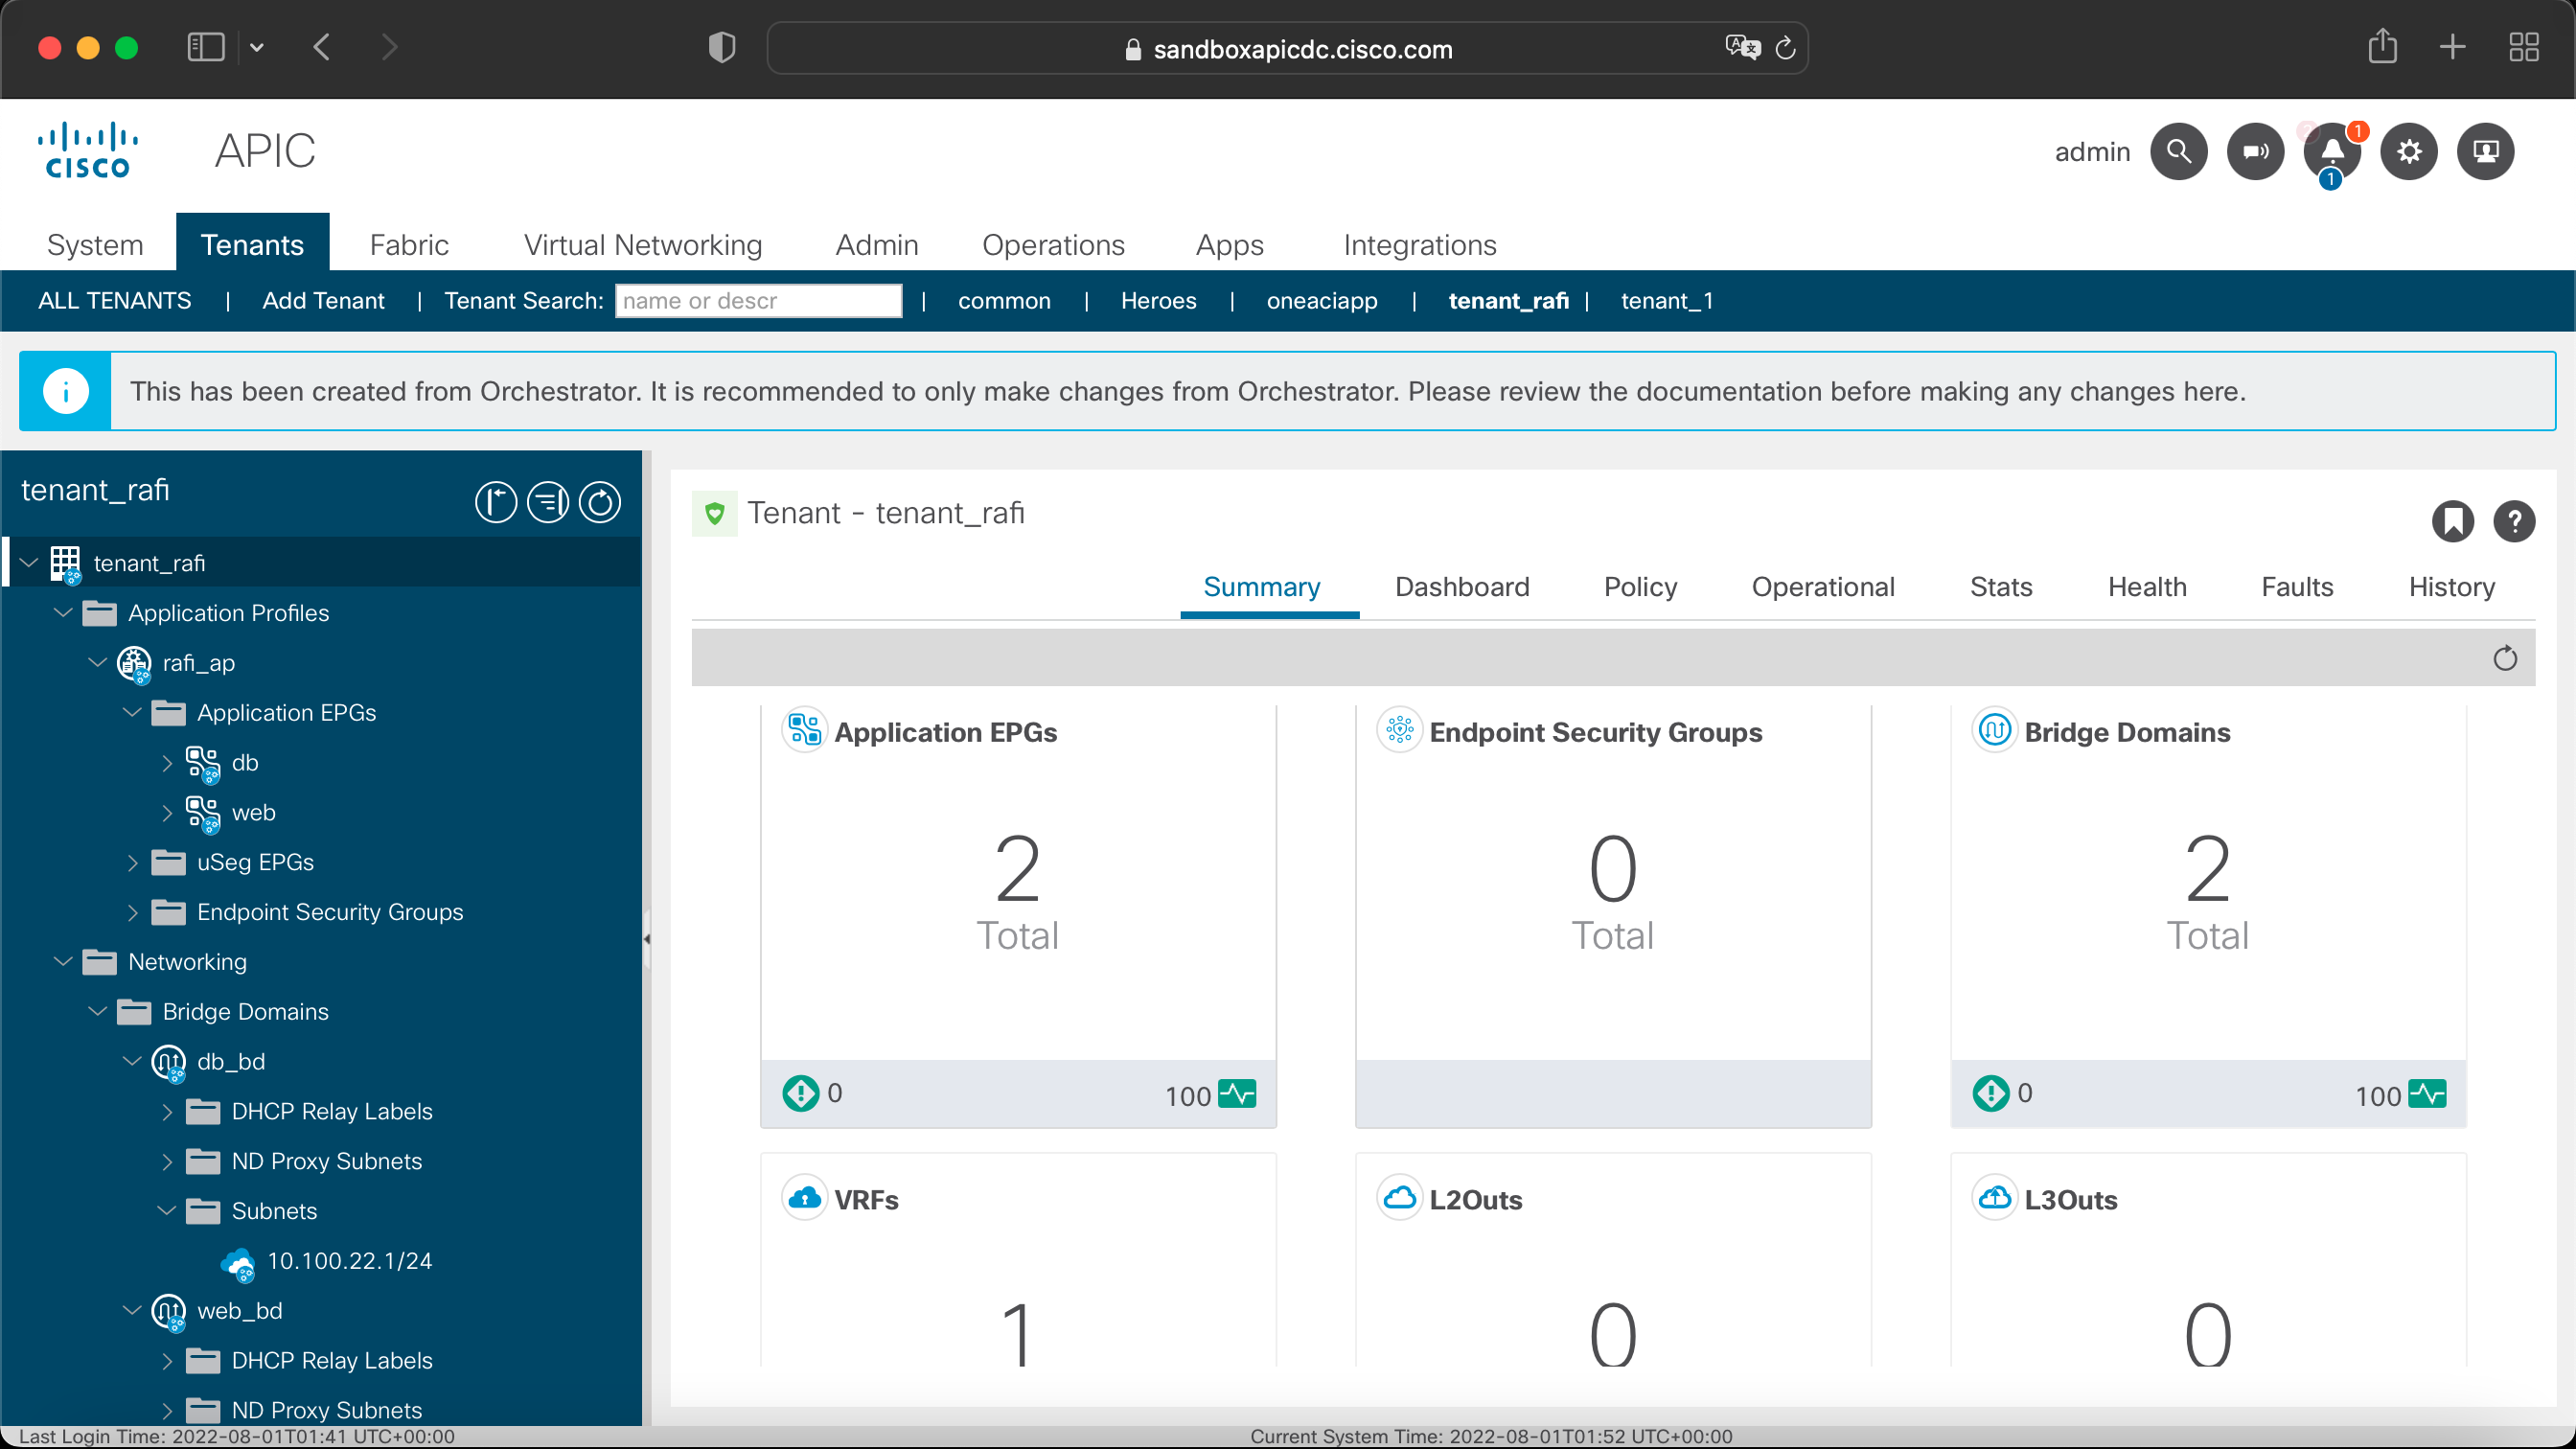 sandboxapicdc.cisco.com
CISCO
APIC
admin
1
1
System Tenants Fabric Virtual Networking Admin Operations Apps Integrations
ALL TENANTS | Add Tenant | Tenant Search: name or descr | common | Heroes | oneaciapp | tenant_rafi | tenant_1
This has been created from Orchestrator. It is recommended to only make changes from Orchestrator. Please review the documentation before making any changes here.
tenant_rafi
tenant_rafi
Application Profiles
rafi_ap
Application EPGs
db
web
uSeg EPGs
Endpoint Security Groups
Networking
Bridge Domains
db_bd
DHCP Relay Labels
ND Proxy Subnets
Subnets
10.100.22.1/24
web_bd
DHCP Relay Labels
ND Proxy Subnets
Tenant - tenant_rafi
Summary Dashboard Policy Operational Stats Health Faults History
Application EPGs
2
Total
0 100
Endpoint Security Groups
0
Total
Bridge Domains
2
Total
0 100
VRFs
1
L2Outs
0
L3Outs
0
Last Login Time: 2022-08-01T01:41 UTC+00:00
Current System Time: 2022-08-01T01:52 UTC+00:00